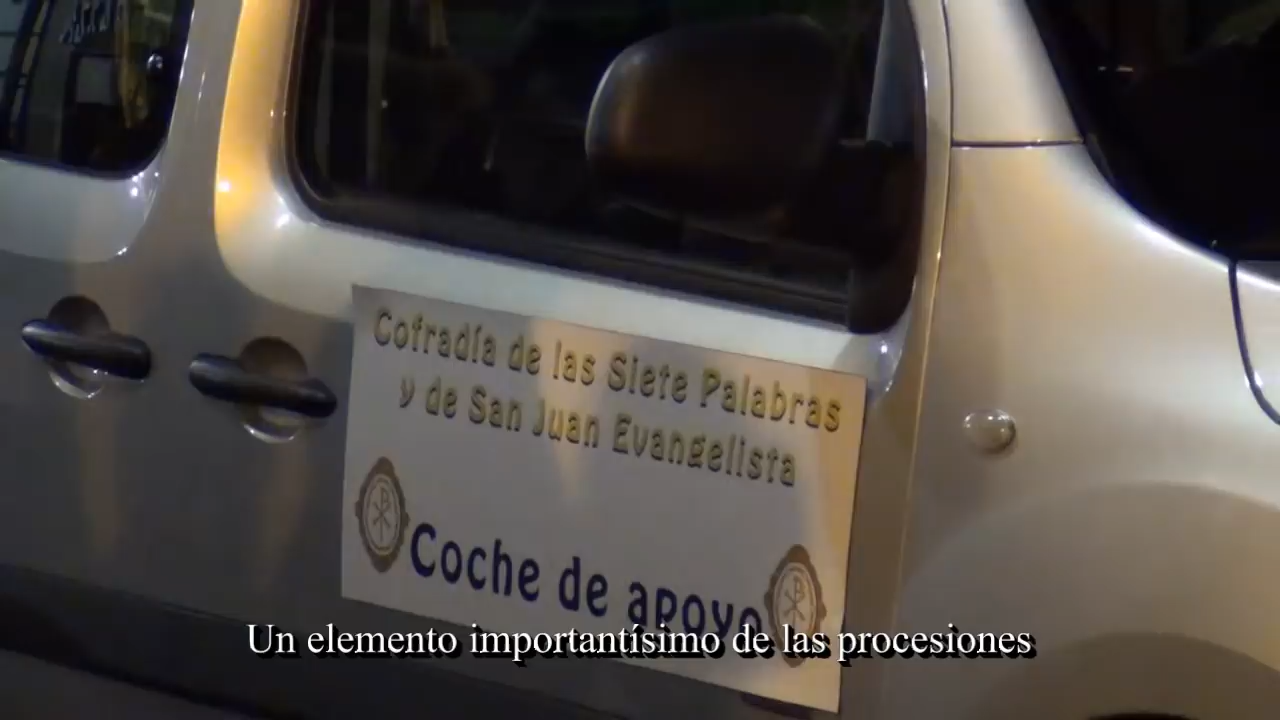 Cofradía de las Siete Palabras
y de San Juan Evangelista
Coche de apoyo
Un elemento importantísimo de las procesiones